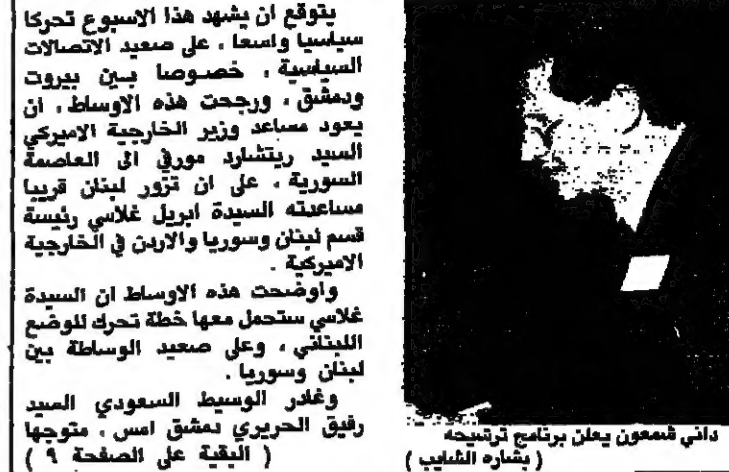 يتوقع ان يشهد هذا الاسبوع تحركا
سياسيا واسعا ، على صعيد الاتصالات
السياسية ، خصوصا بين بيروت
ودمشق ، ورجحت هذه الاوساط ، ان
يعود مساعد وزير الخارجية الاميركي
السيد ريتشارد مورفي الى العاصمة
السورية ، على ان تزور لبنان قريبا
مساعدته السيدة ابريل غلاسي رئيسة
قسم لبنان وسوريا والاردن في الخارجية
الاميركية .
واوضحت هذه الاوساط ان السيدة
غلاسي ستحمل معها خطة تحرك للوضع
اللبناني ، وعلى صعيد الوساطة بين
لبنان وسوريا .
وغادر الوسيط السعودي السيد
رفيق الحريري دمشق امس ، متوجها
( البقية على الصفحة ٩ )
داني شمعون يعلن برنامج ترشيحه
( بشاره الشايب )